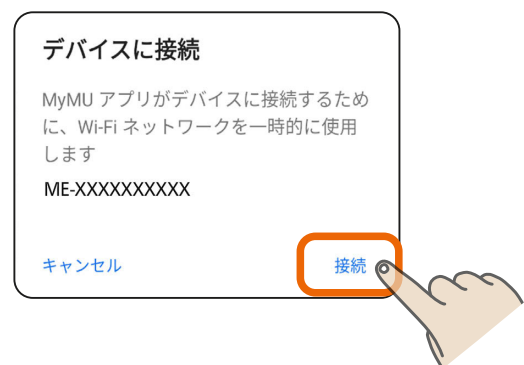 デバイスに接続
MyMU アプリがデバイスに接続するため
に、Wi-Fi ネットワークを一時的に使用
します
ME-XXXXXXXXXX
キャンセル
接続